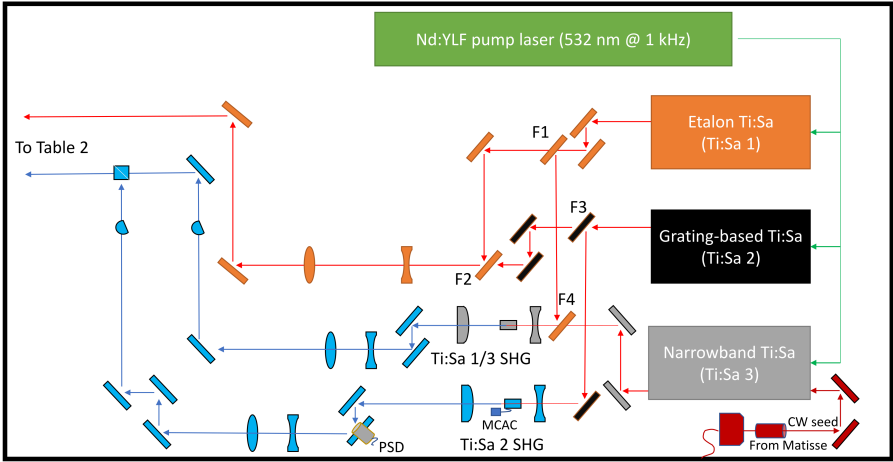 Nd:YLF pump laser (532 nm @ 1 kHz)
Etalon Ti:Sa
(Ti:Sa 1)
F1
To Table 2
F3
Grating-based Ti:Sa
(Ti:Sa 2)
F2
F4
Narrowband Ti:Sa
(Ti:Sa 3)
Ti:Sa 1/3 SHG
MCAC
CW seed
PSD
Ti:Sa 2 SHG
From Matisse